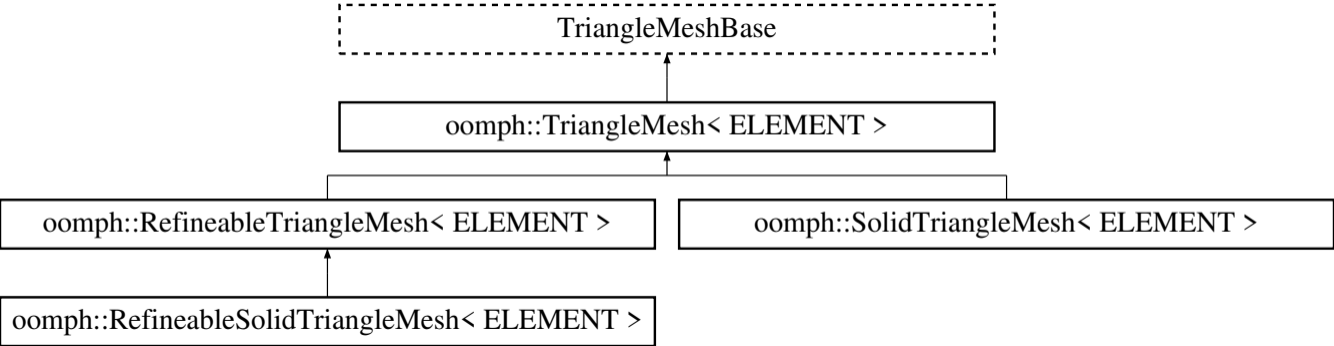 TriangleMeshBase
oomph::TriangleMesh< ELEMENT >
oomph::RefineableTriangleMesh< ELEMENT >
oomph::SolidTriangleMesh< ELEMENT >
oomph::RefineableSolidTriangleMesh< ELEMENT >